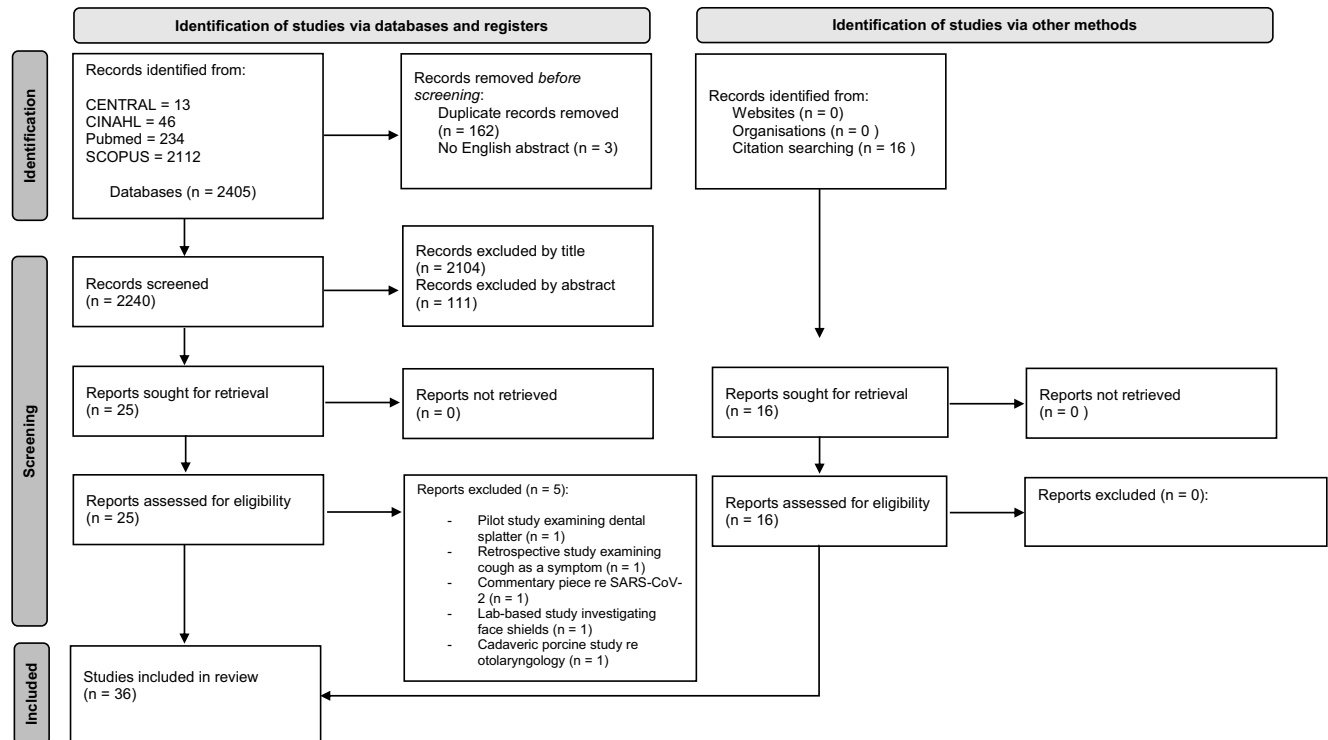 Identification of studies via databases and registers
Identification of studies via other methods
Identification
Records identified from:
CENTRAL = 13
CINAHL = 46
Pubmed = 234
SCOPUS = 2112
Databases (n = 2405)
Records removed before
screening:
Duplicate records removed
(n = 162)
No English abstract (n = 3)
Records identified from:
Websites (n = 0)
Organisations (n = 0 )
Citation searching (n = 16 )
Screening
Records screened
(n = 2240)
Records excluded by title
(n = 2104)
Records excluded by abstract
(n = 111)
Reports sought for retrieval
(n = 25)
Reports not retrieved
(n = 0)
Reports sought for retrieval
(n = 16)
Reports not retrieved
(n = 0 )
Reports assessed for eligibility
(n = 25)
Reports excluded (n = 5):
- Pilot study examining dental
splatter (n = 1)
- Retrospective study examining
cough as a symptom (n = 1)
- Commentary piece re SARS-CoV-
2 (n = 1)
- Lab-based study investigating
face shields (n = 1)
- Cadaveric porcine study re
otolaryngology (n = 1)
Reports assessed for eligibility
(n = 16)
Reports excluded (n = 0):
Included
Studies included in review
(n = 36)